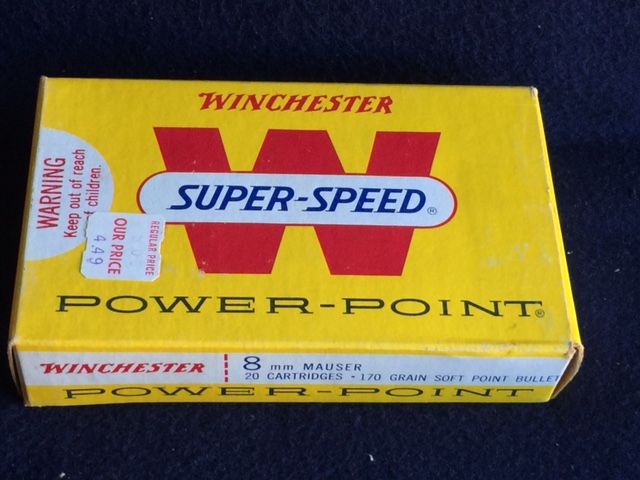 WINCHESTER
SUPER-SPEED®
POWER-POINT®
WARNING
Keep out of reach
of children.
REGULAR PRICE
OUR PRICE
4.49
WINCHESTER
8 mm MAUSER
20 CARTRIDGES • 170 GRAIN SOFT POINT BULLET
POWER-POINT